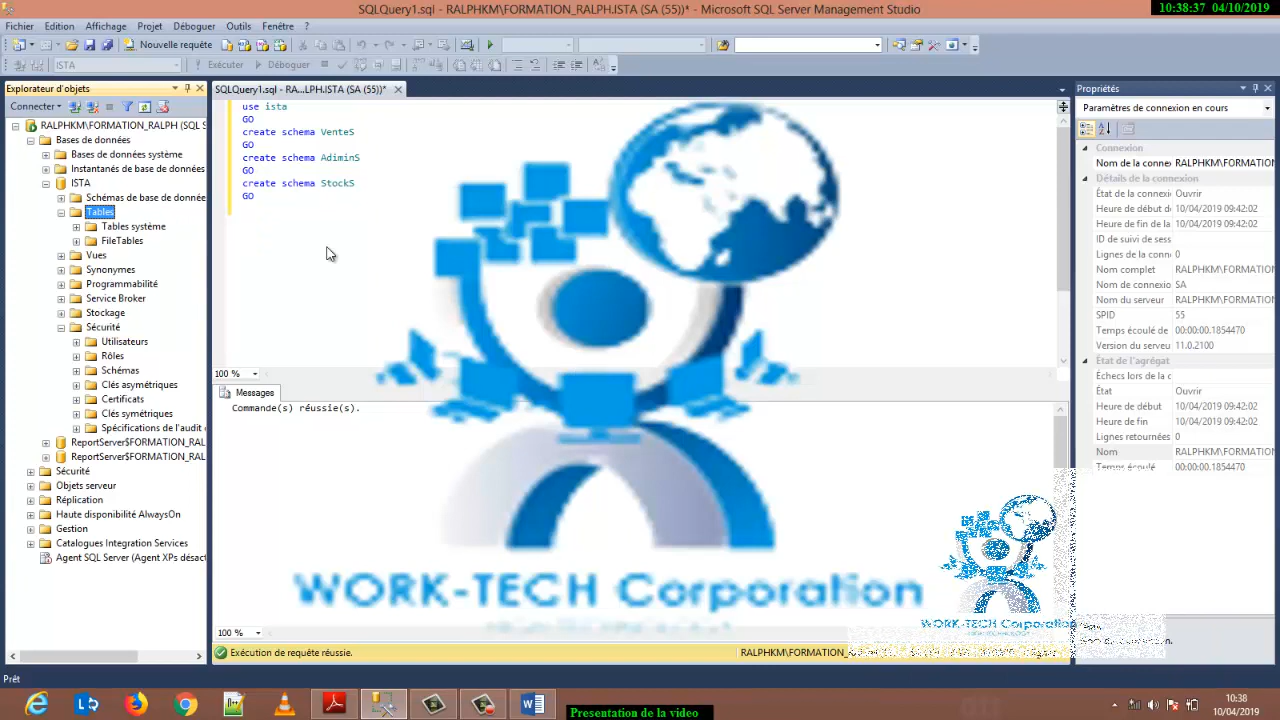 SQLQuery1.sql - RALPHKM\FORMATION_RALPH.ISTA (SA (55))* - Microsoft SQL Server Management Studio
10:38:37 04/10/2019
Fichier Edition Affichage Projet Déboguer Outils Fenêtre ?
Nouvelle requête
ISTA Exécuter Déboguer
Explorateur d'objets
SQLQuery1.sql - RA...LPH.ISTA (SA (55))*
Propriétés
Connecter
RALPHKM\FORMATION_RALPH (SQL S
Bases de données
Bases de données système
Instantanés de base de données
ISTA
Schémas de base de donnée
Tables
Tables système
FileTables
Vues
Synonymes
Programmabilité
Service Broker
Stockage
Sécurité
Utilisateurs
Rôles
Schémas
Clés asymétriques
Certificats
Clés symétriques
Spécifications de l'audit
ReportServer$FORMATION_RAL
ReportServer$FORMATION_RAL
Sécurité
Objets serveur
Réplication
Haute disponibilité AlwaysOn
Gestion
Catalogues Integration Services
Agent SQL Server (Agent XPs désact
use ista
GO
create schema VenteS
GO
create schema AdiminS
GO
create schema StockS
GO
100 %
Messages
Commande(s) réussie(s).
WORK-TECH Corporation
100 %
Exécution de requête réussie.
RALPHKM\FORMATION_
Paramètres de connexion en cours
Connexion
Nom de la conne RALPHKM\FORMATION
Détails de la connexion
État de la connexi Ouvrir
Heure de début d 10/04/2019 09:42:02
Heure de fin de la 10/04/2019 09:42:02
ID de suivi de sess
Lignes de la conn 0
Nom complet RALPHKM\FORMATION
Nom de connexio SA
Nom du serveur RALPHKM\FORMATION
SPID 55
Temps écoulé de 00:00:00.1854470
Version du serveu 11.0.2100
État de l'agrégat
Échecs lors de la c
État Ouvrir
Heure de début 10/04/2019 09:42:02
Heure de fin 10/04/2019 09:42:02
Lignes retournées 0
Nom RALPHKM\FORMATION
Temps écoulé 00:00:00.1854470
WORK-TECH Corporation
Prêt
Presentation de la video
10:38
10/04/2019